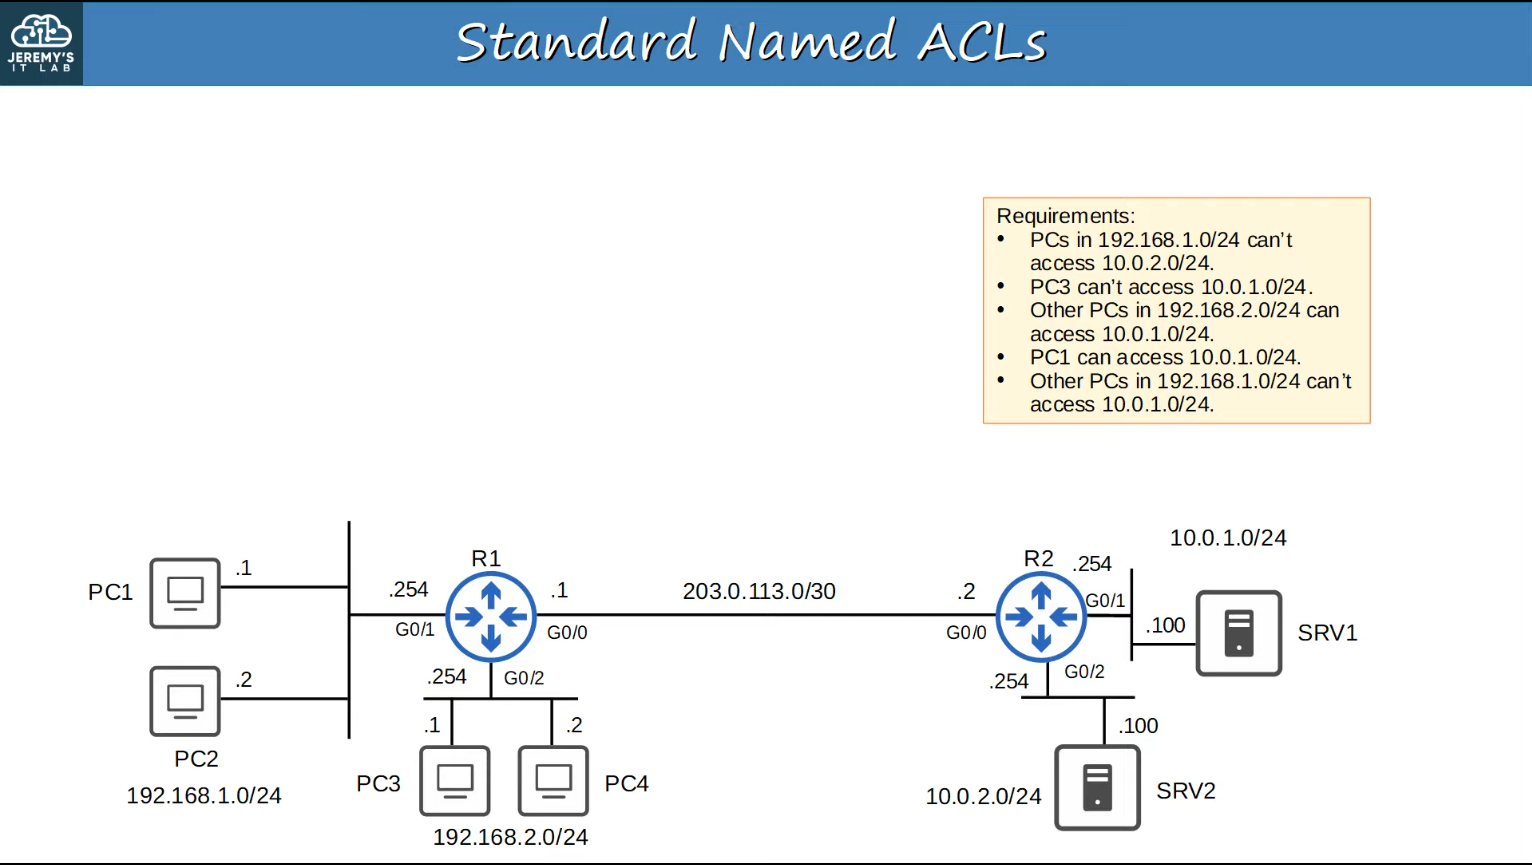 JEREMY'S
IT LAB
Standard Named ACLs
Requirements:
• PCs in 192.168.1.0/24 can't
access 10.0.2.0/24.
• PC3 can't access 10.0.1.0/24.
• Other PCs in 192.168.2.0/24 can
access 10.0.1.0/24.
• PC1 can access 10.0.1.0/24.
• Other PCs in 192.168.1.0/24 can't
access 10.0.1.0/24.
PC1
.1
.2
PC2
192.168.1.0/24
.254
G0/1
R1
.1
G0/0
.254
G0/2
.1
.2
PC3
PC4
192.168.2.0/24
203.0.113.0/30
.2
G0/0
R2
.254
G0/1
10.0.1.0/24
.100
SRV1
.254
G0/2
.100
10.0.2.0/24
SRV2